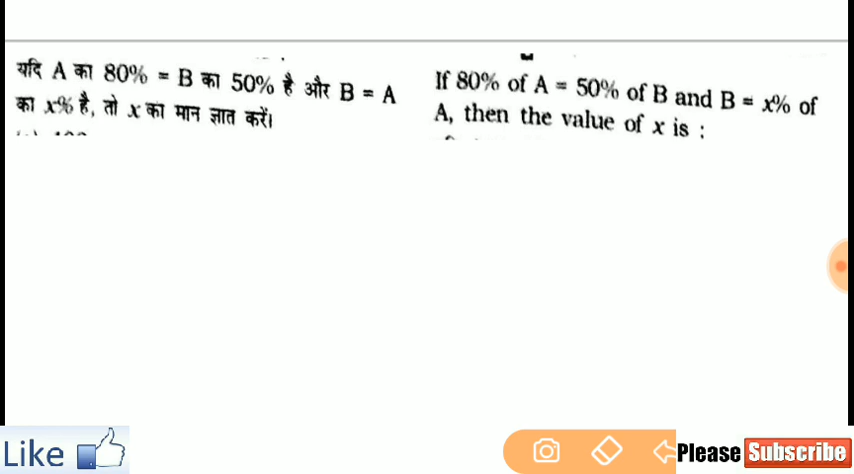 यदि A का 80% = B का 50% है और B = A
का x% है, तो x का मान ज्ञात करें।
If 80% of A = 50% of B and B = x% of
A, then the value of x is :
Like
Please Subscribe